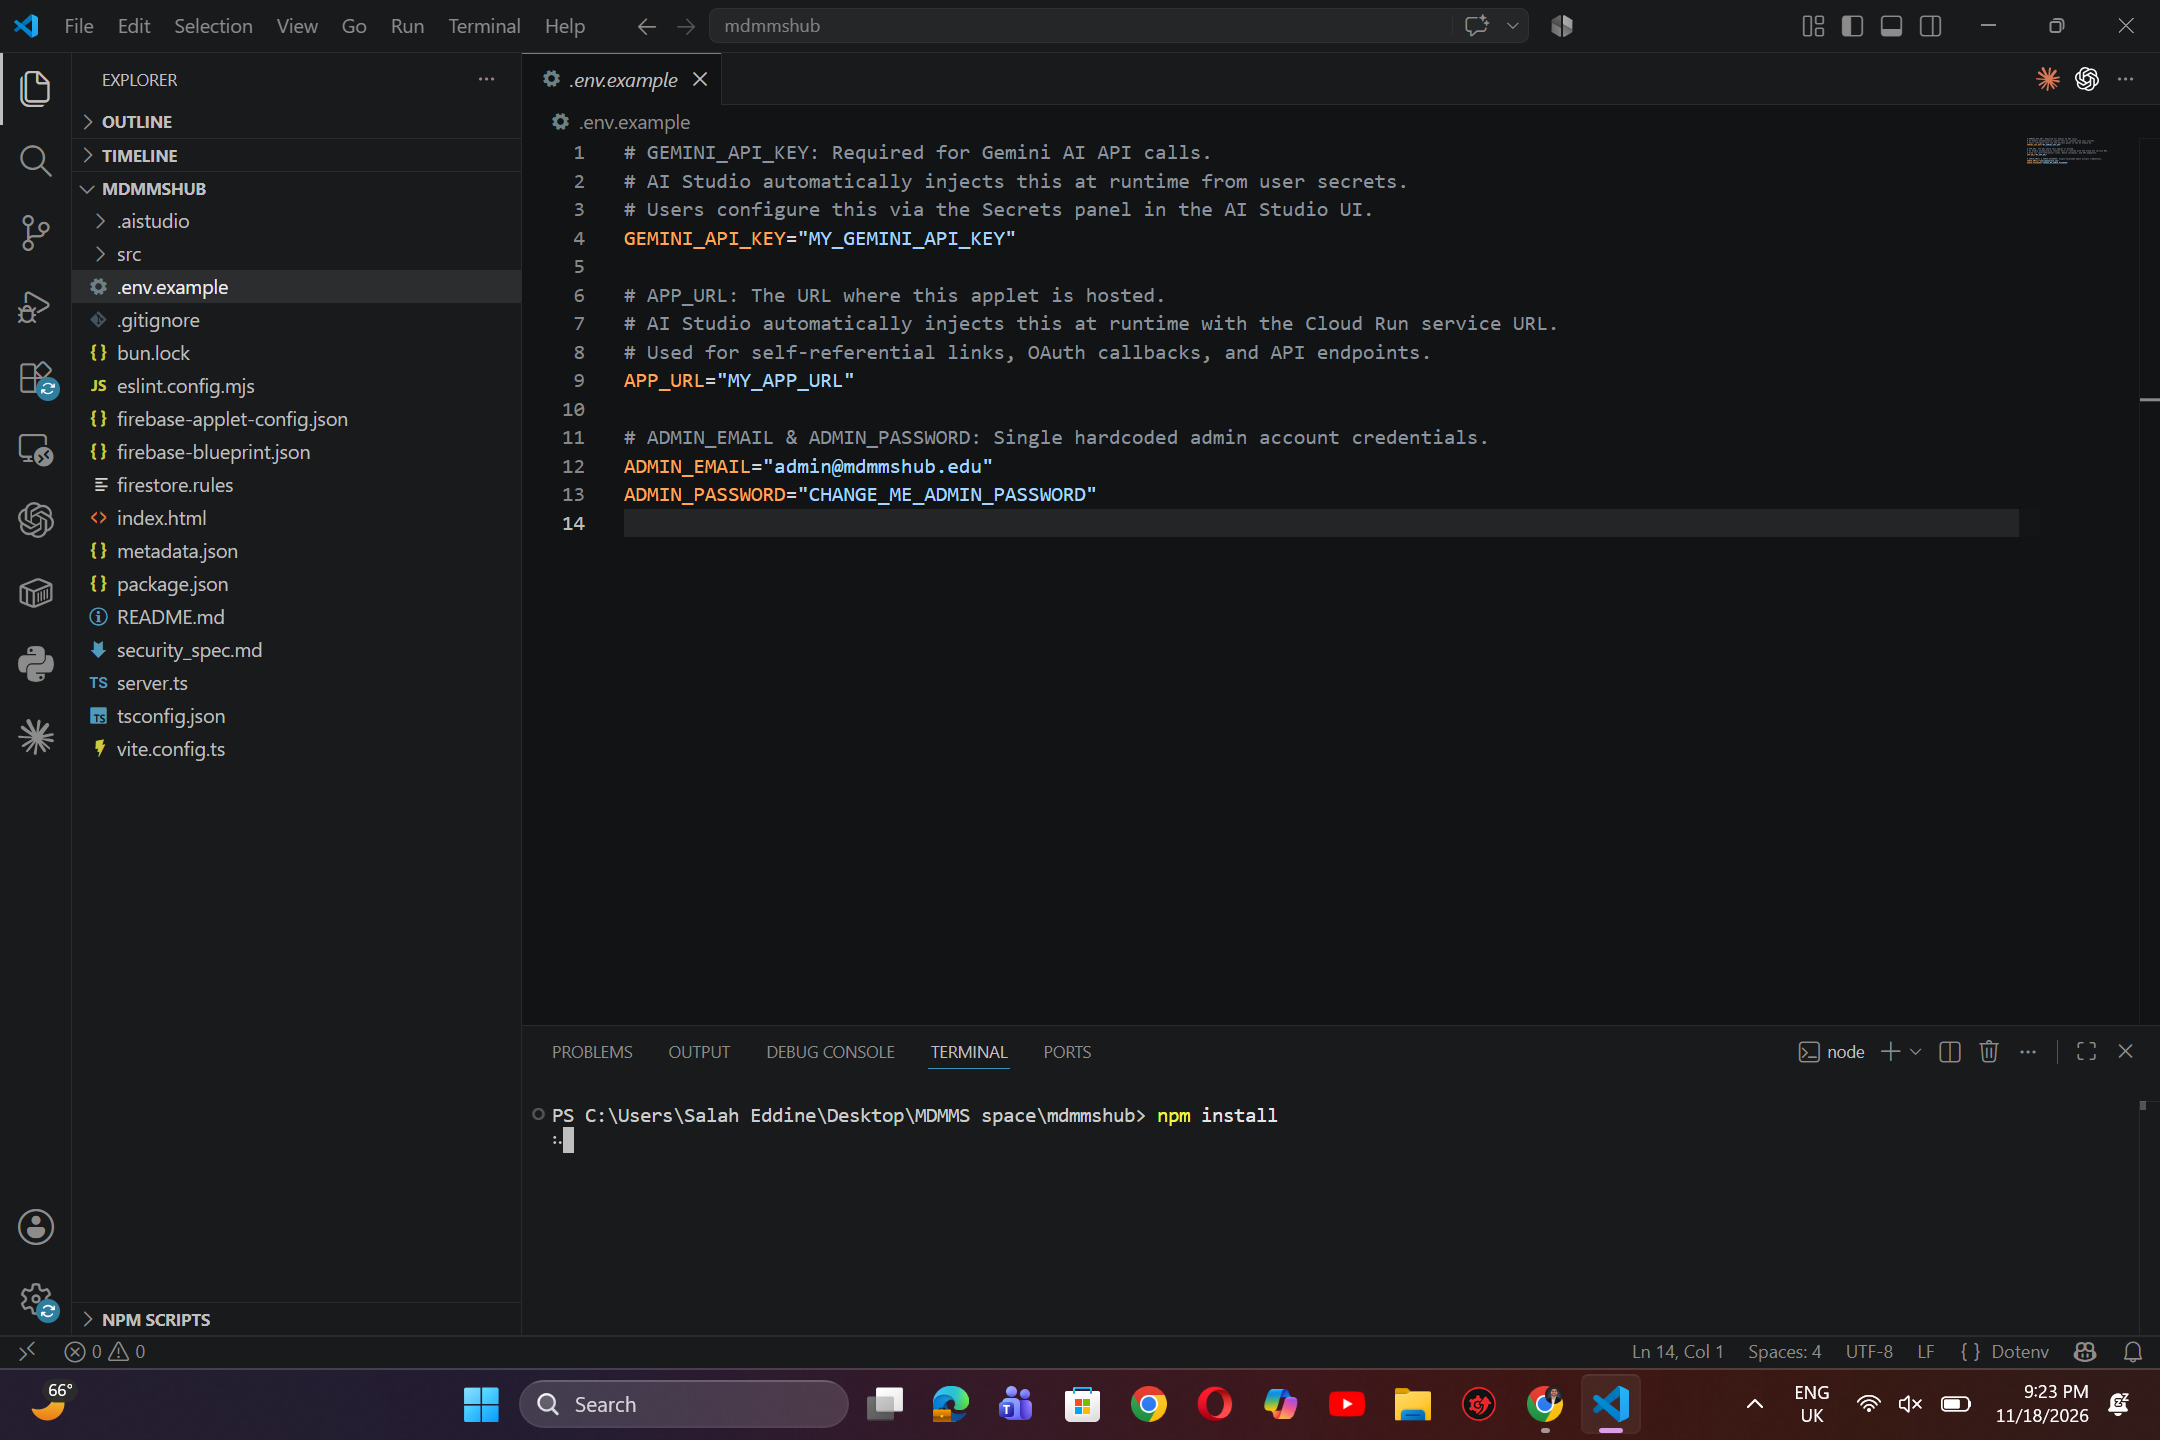 File Edit Selection View Go Run Terminal Help
mdmmshub
EXPLORER
OUTLINE
TIMELINE
MDMMSHUB
.aistudio
src
.env.example
.gitignore
{} bun.lock
JS eslint.config.mjs
{} firebase-applet-config.json
{} firebase-blueprint.json
firestore.rules
<> index.html
{} metadata.json
{} package.json
README.md
security_spec.md
TS server.ts
TS tsconfig.json
vite.config.ts
NPM SCRIPTS
.env.example
.env.example
1 # GEMINI_API_KEY: Required for Gemini AI API calls.
2 # AI Studio automatically injects this at runtime from user secrets.
3 # Users configure this via the Secrets panel in the AI Studio UI.
4 GEMINI_API_KEY="MY_GEMINI_API_KEY"
5
6 # APP_URL: The URL where this applet is hosted.
7 # AI Studio automatically injects this at runtime with the Cloud Run service URL.
8 # Used for self-referential links, OAuth callbacks, and API endpoints.
9 APP_URL="MY_APP_URL"
10
11 # ADMIN_EMAIL & ADMIN_PASSWORD: Single hardcoded admin account credentials.
12 ADMIN_EMAIL="admin@mdmmshub.edu"
13 ADMIN_PASSWORD="CHANGE_ME_ADMIN_PASSWORD"
14
PROBLEMS OUTPUT DEBUG CONSOLE TERMINAL PORTS
node
PS C:\Users\Salah Eddine\Desktop\MDMMS space\mdmmshub> npm install
0 0
Ln 14, Col 1 Spaces: 4 UTF-8 LF {} Dotenv
66°
Search
ENG
UK
9:23 PM
11/18/2026